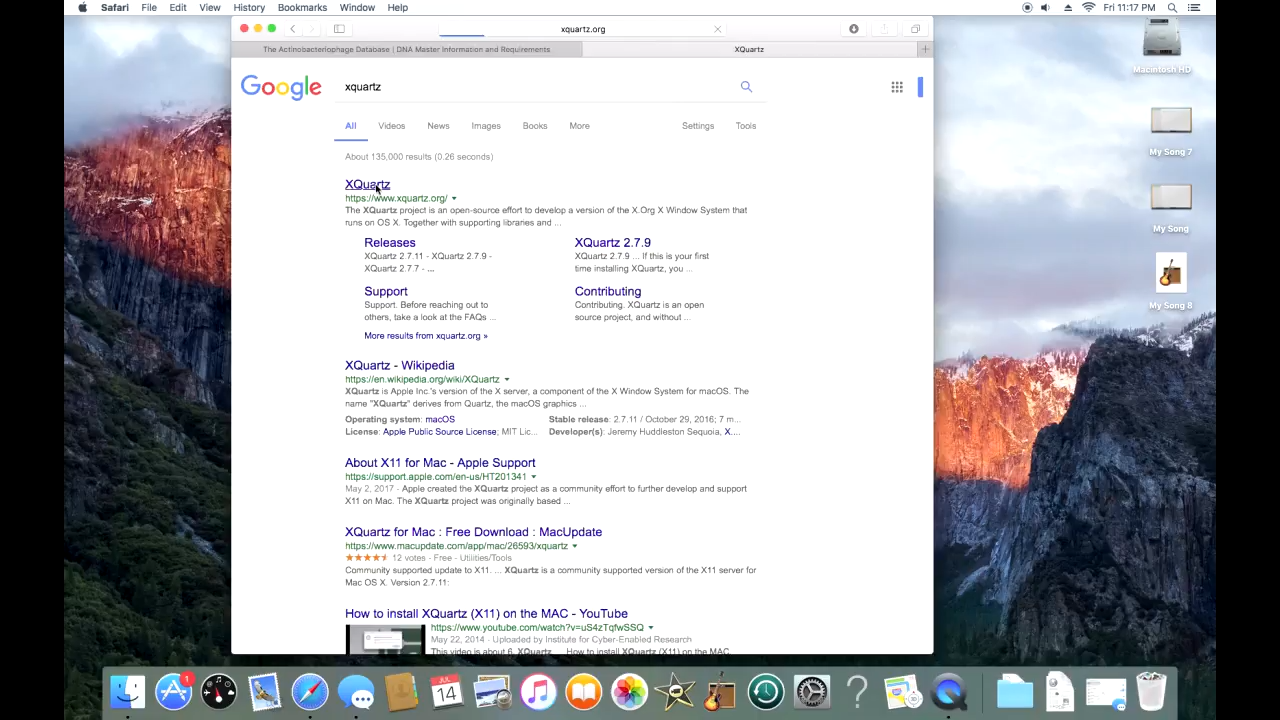 Safari File Edit View History Bookmarks Window Help
Fri 11:17 PM
xquartz.org
The Actinobacteriophage Database | DNA Master Information and Requirements
XQuartz
Google
xquartz
All Videos News Images Books More Settings Tools
About 135,000 results (0.26 seconds)
XQuartz
https://www.xquartz.org/
The XQuartz project is an open-source effort to develop a version of the X.Org X Window System that
runs on OS X. Together with supporting libraries and ...
Releases
XQuartz 2.7.11 - XQuartz 2.7.9 -
XQuartz 2.7.7 - ...
XQuartz 2.7.9
XQuartz 2.7.9 ... If this is your first
time installing XQuartz, you ...
Support
Support. Before reaching out to
others, take a look at the FAQs ...
Contributing
Contributing. XQuartz is an open
source project, and without ...
More results from xquartz.org »
XQuartz - Wikipedia
https://en.wikipedia.org/wiki/XQuartz
XQuartz is Apple Inc.'s version of the X server, a component of the X Window System for macOS. The
name "XQuartz" derives from Quartz, the macOS graphics ...
Operating system: macOS
Stable release: 2.7.11 / October 29, 2016; 7 m...
License: Apple Public Source License; MIT Lic...
Developer(s): Jeremy Huddleston Sequoia, X....
About X11 for Mac - Apple Support
https://support.apple.com/en-us/HT201341
May 2, 2017 - Apple created the XQuartz project as a community effort to further develop and support
X11 on Mac. The XQuartz project was originally based ...
XQuartz for Mac : Free Download : MacUpdate
https://www.macupdate.com/app/mac/26593/xquartz
12 votes - Free - Utilities/Tools
Community supported update to X11. ... XQuartz is a community supported version of the X11 server for
Mac OS X. Version 2.7.11:
How to install XQuartz (X11) on the MAC - YouTube
https://www.youtube.com/watch?v=uS4zTqfwSSQ
May 22, 2014 - Uploaded by Institute for Cyber-Enabled Research
This video is about 6. XQuartz ... How to install XQuartz (X11) on the MAC.
Macintosh HD
My Song 7
My Song
My Song 8
1
JUL
14